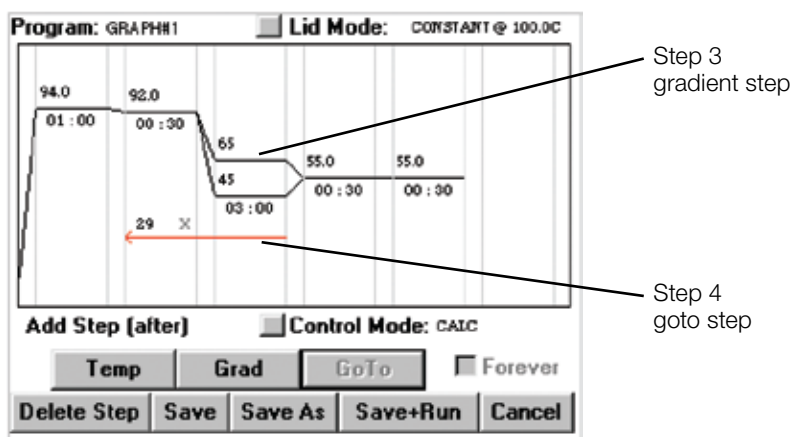 Program: GRAPH#1 Lid Mode: CONSTANT @ 100.0C
Step 3
gradient step
94.0
01:00
92.0
00:30
65
45
03:00
55.0
00:30
55.0
00:30
29 X
Step 4
goto step
Add Step (after) Control Mode: CALC
Temp Grad GoTo Forever
Delete Step Save Save As Save+Run Cancel